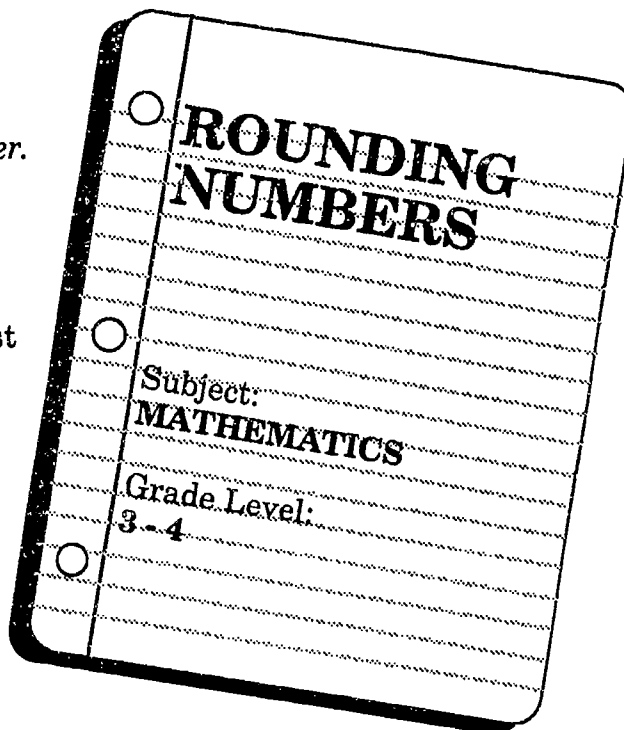 ROUNDING
NUMBERS
Subject:
MATHEMATICS
Grade Level:
3 - 4